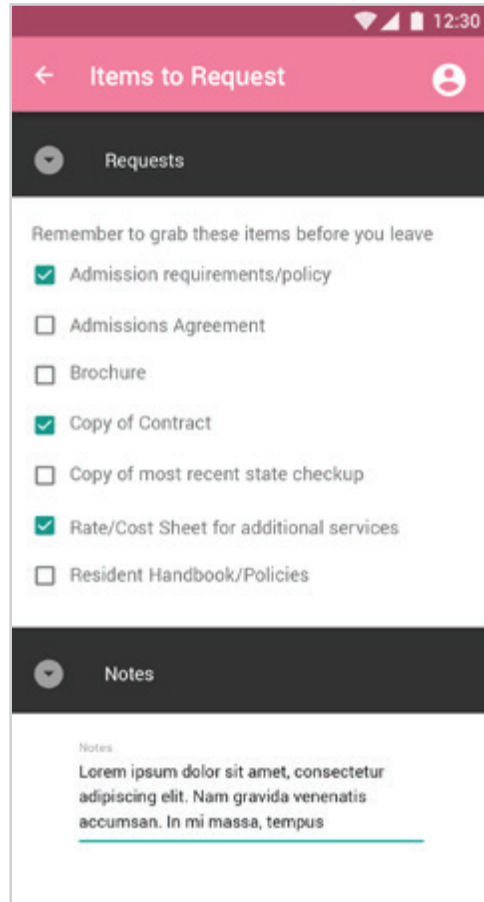 12:30
Items to Request
Requests
Remember to grab these items before you leave
Admission requirements/policy
Admissions Agreement
Brochure
Copy of Contract
Copy of most recent state checkup
Rate/Cost Sheet for additional services
Resident Handbook/Policies
Notes
Notes
Lorem ipsum dolor sit amet, consectetur
adipiscing elit. Nam gravida venenatis
accumsan. In mi massa, tempus